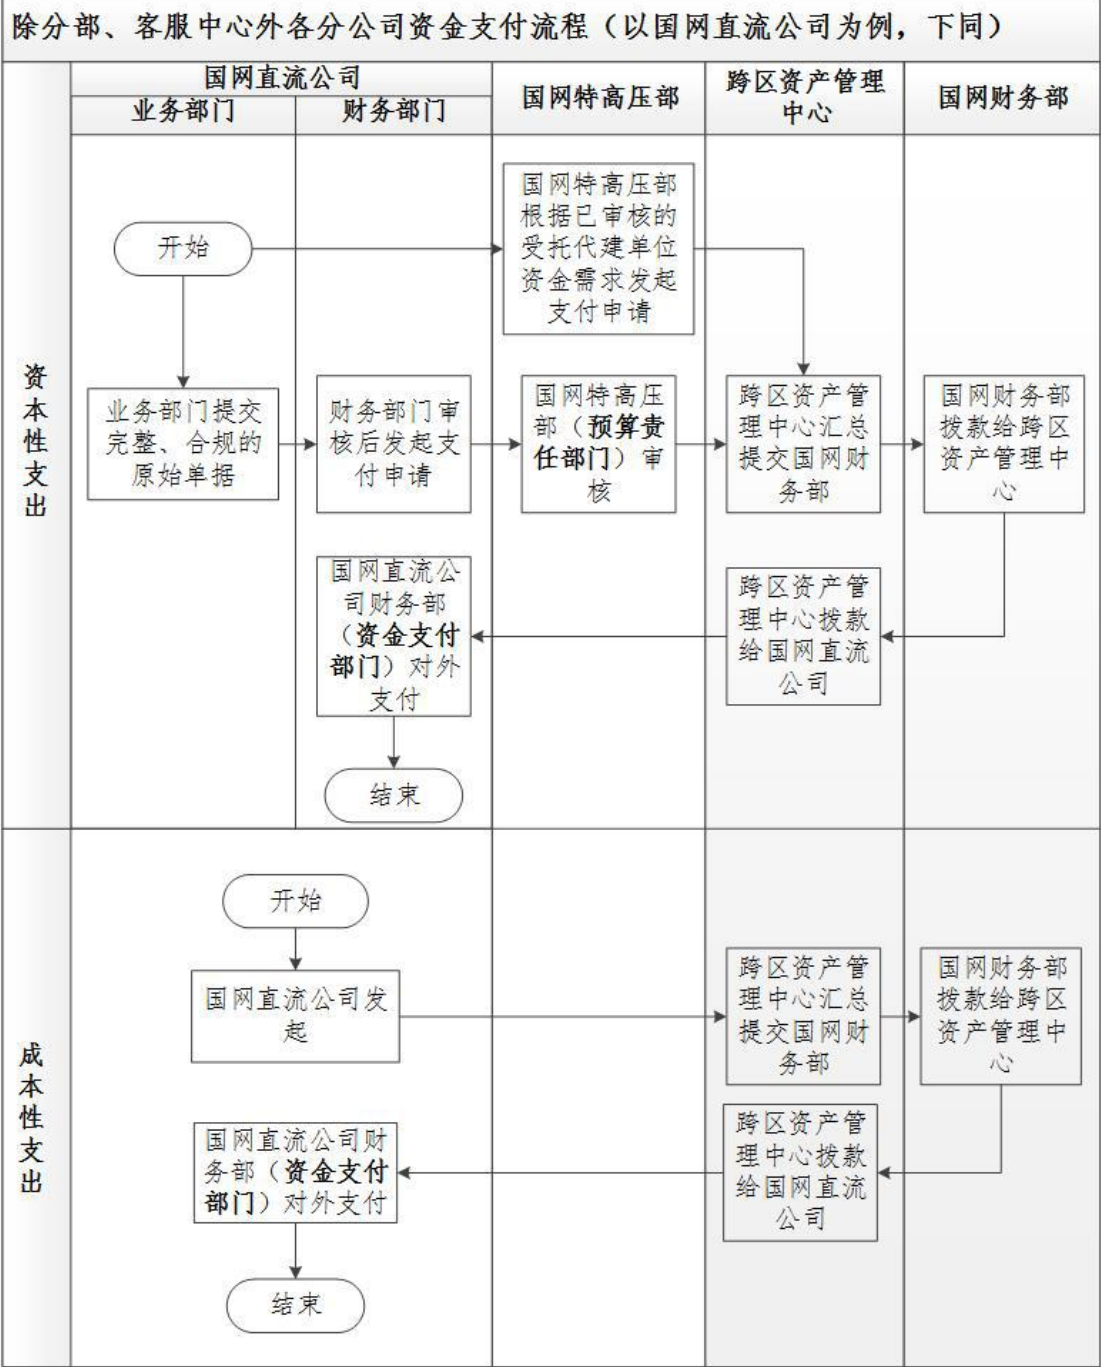 除分部、客服中心外各分公司资金支付流程（以国网直流公司为例，下同）
国网直流公司
业务部门
财务部门
国网特高压部
跨区资产管理
中心
国网财务部
资
本
性
支
出
开始
国网特高压部
根据已审核的
受托代建单位
资金需求发起
支付申请
业务部门提交
完整、合规的
原始单据
财务部门审
核后发起支
付申请
国网特高压
部（预算责
任部门）审
核
跨区资产管
理中心汇总
提交国网财
务部
国网财务部
拨款给跨区
资产管理中
心
国网直流公
司财务部
（资金支付
部门）对外
支付
跨区资产管
理中心拨款
给国网直流
公司
结束
成
本
性
支
出
开始
国网直流公司发
起
跨区资产管
理中心汇总
提交国网财
务部
国网财务部
拨款给跨区
资产管理中
心
国网直流公司财
务部（资金支付
部门）对外支付
跨区资产管
理中心拨款
给国网直流
公司
结束